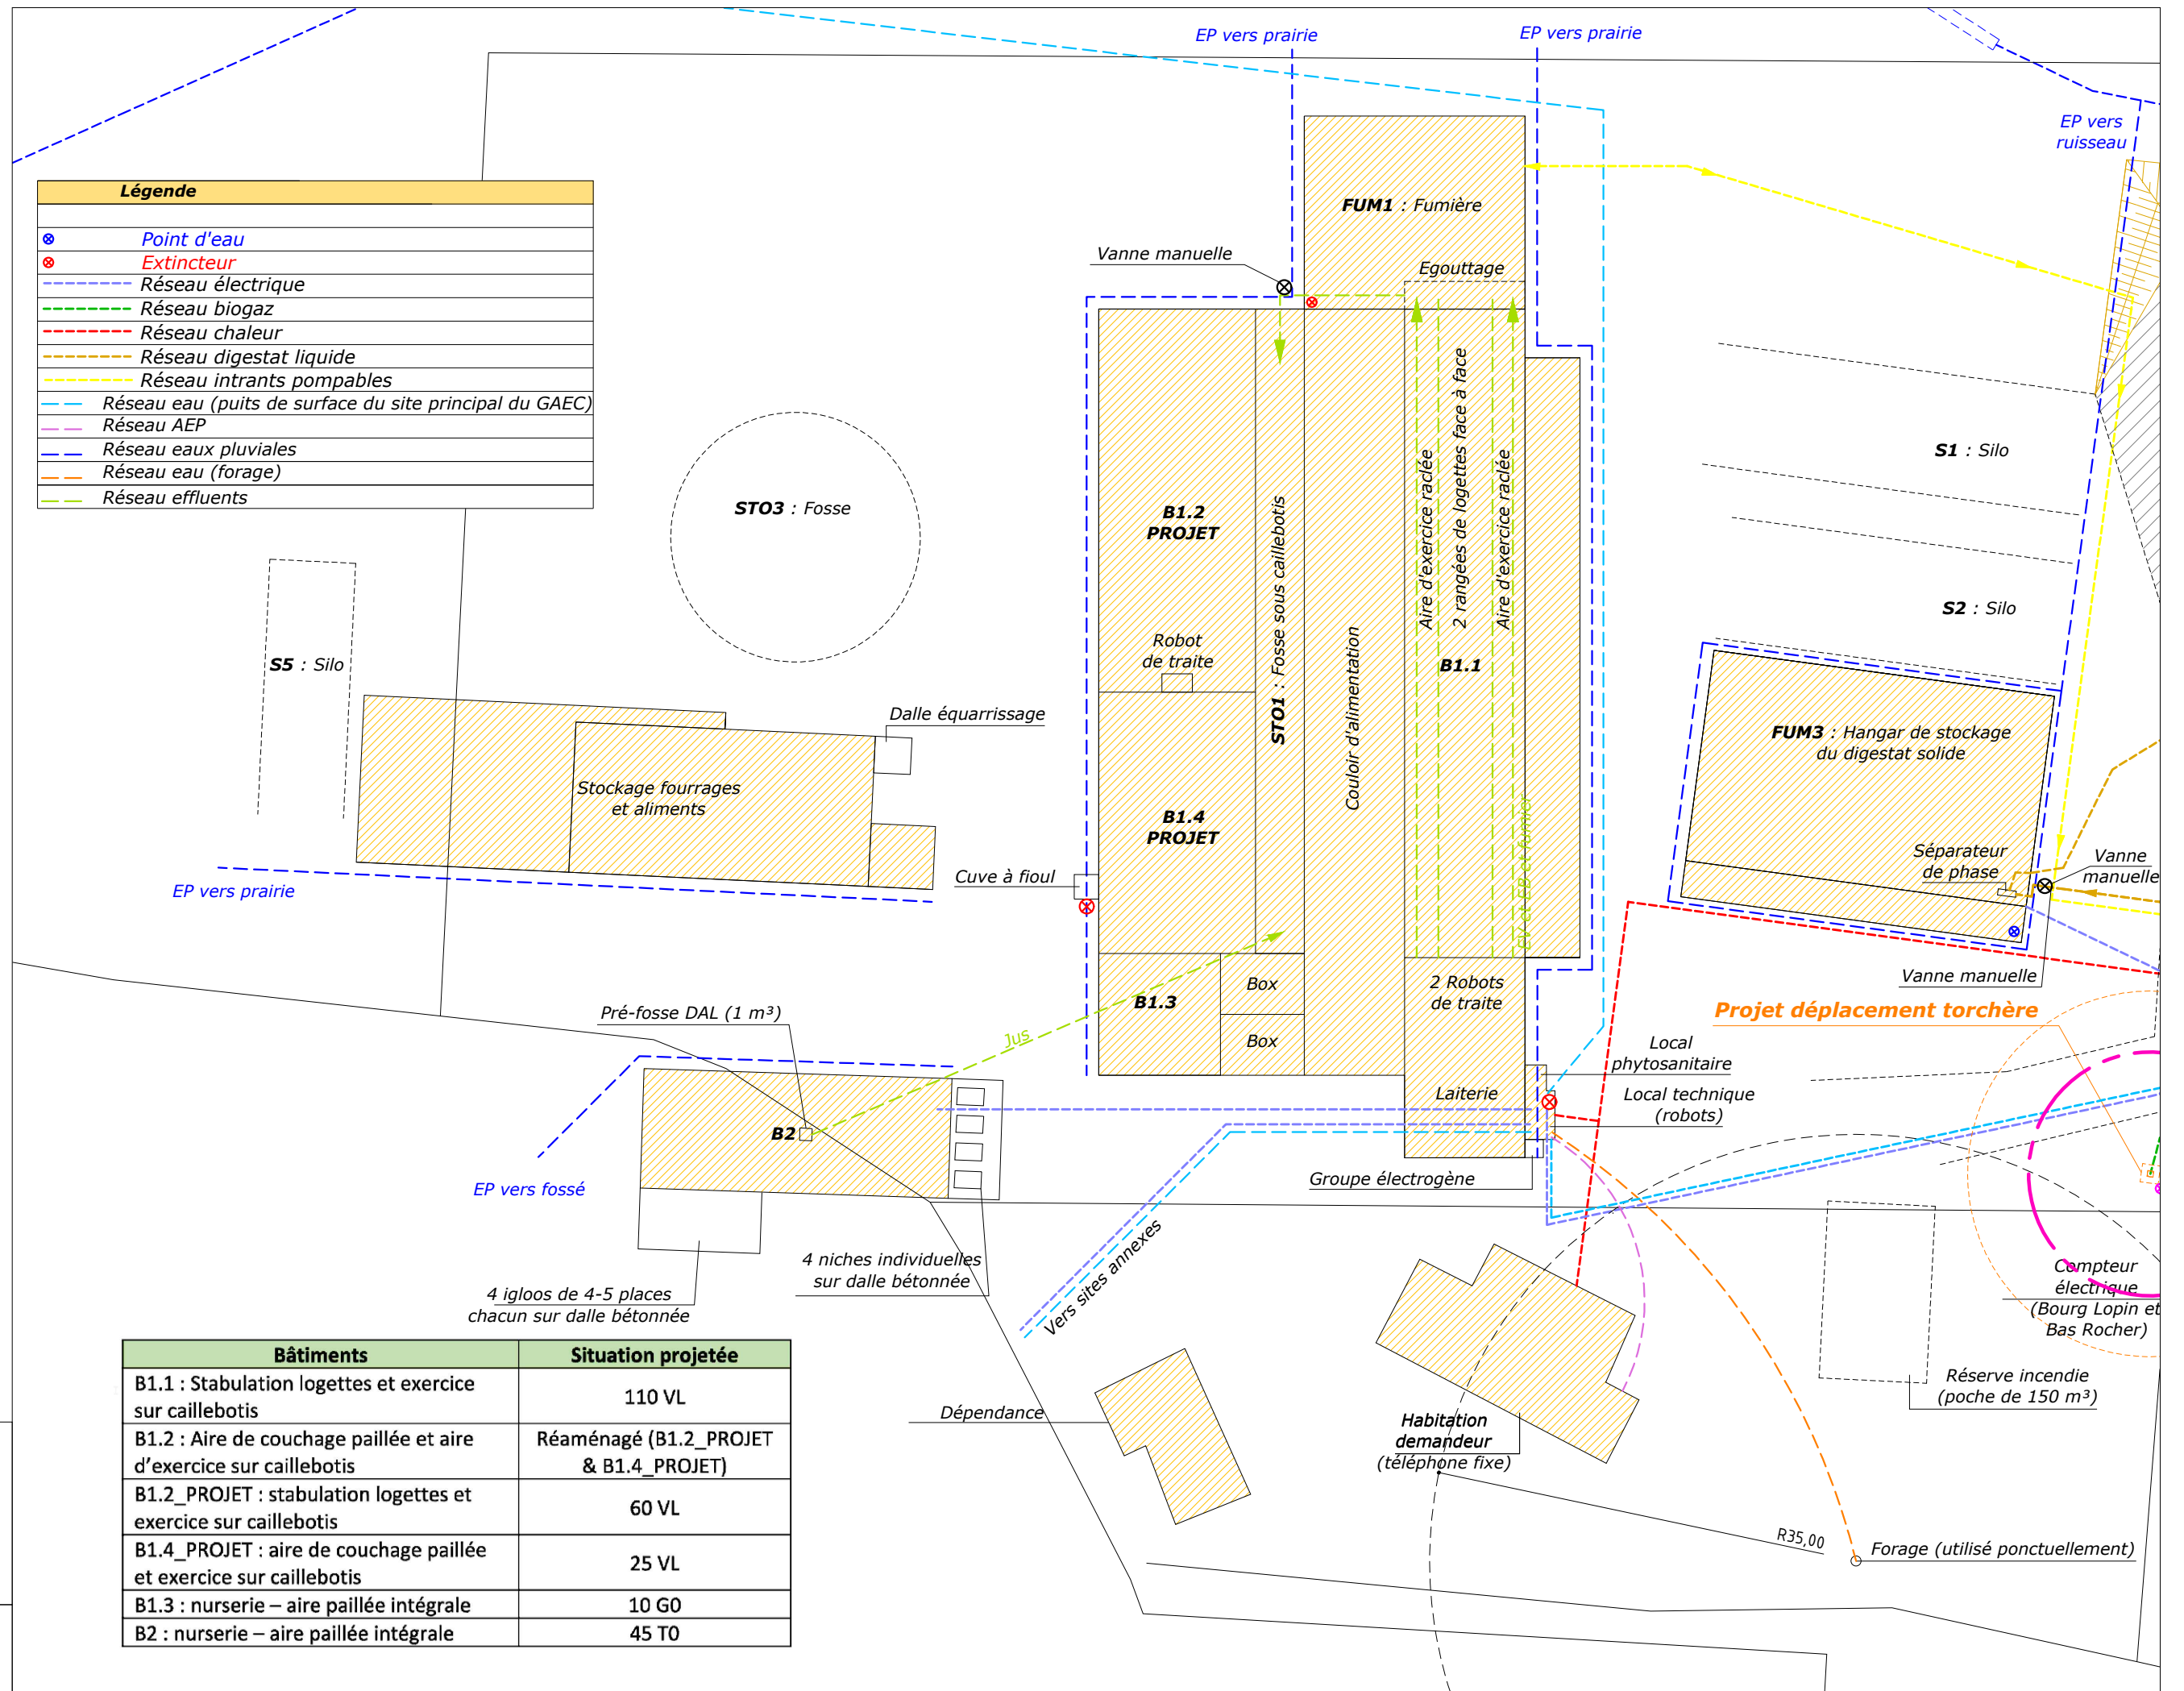 EP vers prairie
EP vers prairie
EP vers
ruisseau
Légende
Point d'eau
Extincteur
Réseau électrique
Réseau biogaz
Réseau chaleur
Réseau digestat liquide
Réseau intrants pompables
Réseau eau (puits de surface du site principal du GAEC)
Réseau AEP
Réseau eaux pluviales
Réseau eau (forage)
Réseau effluents
FUM1 : Fumière
Vanne manuelle
Egouttage
STO3 : Fosse
B1.2
PROJET
STO1 : Fosse sous caillebotis
Couloir d'alimentation
Aire d'exercice raclée
2 rangées de logettes face à face
Aire d'exercice raclée
B1.1
EV et EB et fumier
S1 : Silo
S2 : Silo
S5 : Silo
Robot
de traite
Dalle équarrissage
Stockage fourrages
et aliments
B1.4
PROJET
FUM3 : Hangar de stockage
du digestat solide
Séparateur
de phase
Vanne
manuelle
Cuve à fioul
EP vers prairie
Vanne manuelle
B1.3
Box
Box
2 Robots
de traite
Projet déplacement torchère
Pré-fosse DAL (1 m³)
Jus
Local
phytosanitaire
Laiterie
Local technique
(robots)
B2
Groupe électrogène
EP vers fossé
4 niches individuelles
sur dalle bétonnée
Vers sites annexes
4 igloos de 4-5 places
chacun sur dalle bétonnée
Compteur
électrique
(Bourg Lopin et
Bas Rocher)
Réserve incendie
(poche de 150 m³)
Dépendance
Habitation
demandeur
(téléphone fixe)
R35,00
Forage (utilisé ponctuellement)
Bâtiments
Situation projetée
B1.1 : Stabulation logettes et exercice
sur caillebotis
110 VL
B1.2 : Aire de couchage paillée et aire
d'exercice sur caillebotis
Réaménagé (B1.2_PROJET
& B1.4_PROJET)
B1.2_PROJET : stabulation logettes et
exercice sur caillebotis
60 VL
B1.4_PROJET : aire de couchage paillée
et exercice sur caillebotis
25 VL
B1.3 : nurserie – aire paillée intégrale
10 G0
B2 : nurserie – aire paillée intégrale
45 T0